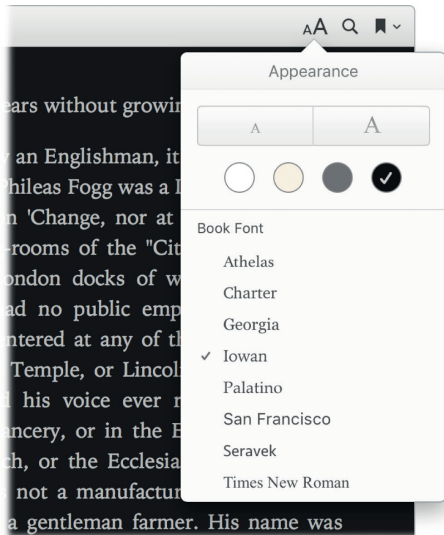 AA
Appearance
A A
Book Font
Athelas
Charter
Georgia
✓ Iowan
Palatino
San Francisco
Seravek
Times New Roman
ears without growin
an Englishman, it
Phileas Fogg was a
n 'Change, nor at
-rooms of the "Cit
ondon docks of w
ad no public emp
ntered at any of t
Temple, or Lincol
his voice ever
ancery, or in the
ch, or the Ecclesia
not a manufactur
a gentleman farmer. His name was